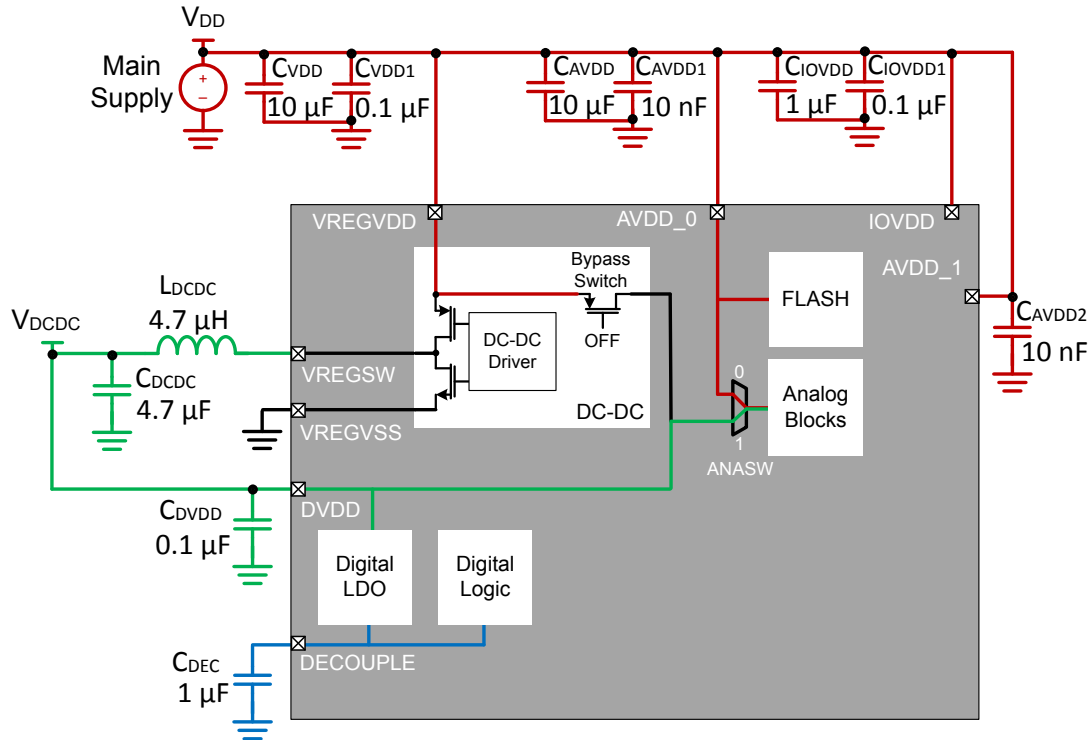 VDD
Main
Supply
+
−
CVDD
10 µF
CVDD1
0.1 µF
CAVDD
10 µF
CAVDD1
10 nF
CIOVDD
1 µF
CIOVDD1
0.1 µF
VREGVDD
AVDD_0
IOVDD
AVDD_1
Bypass
Switch
OFF
FLASH
CAVDD2
10 nF
LDCDC
4.7 µH
VDCDC
CDCDC
4.7 µF
VREGSW
DC-DC
Driver
VREGVSS
DC-DC
0
1
ANASW
Analog
Blocks
CDVDD
0.1 µF
DVDD
Digital
LDO
Digital
Logic
DECOUPLE
CDEC
1 µF